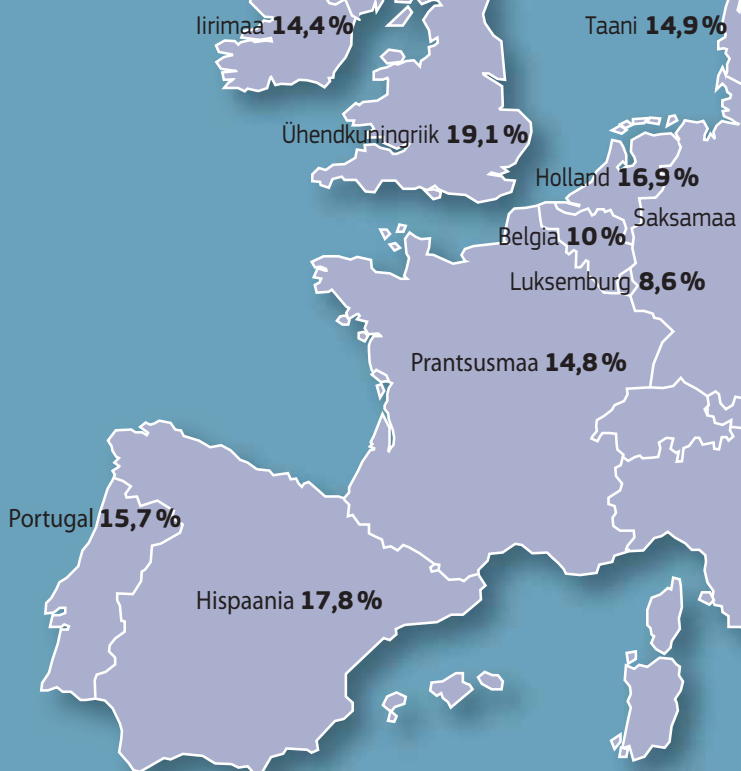 Iirimaa 14,4 %
Taani 14,9 %
Ühendkuningriik 19,1 %
Holland 16,9 %
Saksamaa
Belgia 10 %
Luksemburg 8,6 %
Prantsusmaa 14,8 %
Portugal 15,7 %
Hispaania 17,8 %